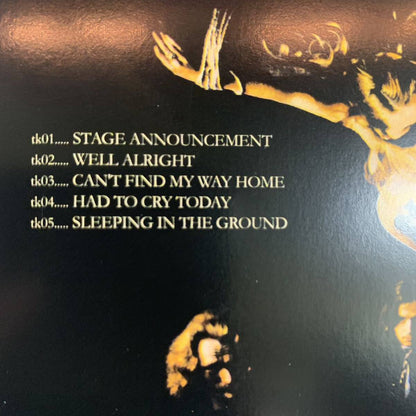 tk01..... STAGE ANNOUNCEMENT
tk02..... WELL ALRIGHT
tk03..... CAN'T FIND MY WAY HOME
tk04..... HAD TO CRY TODAY
tk05..... SLEEPING IN THE GROUND